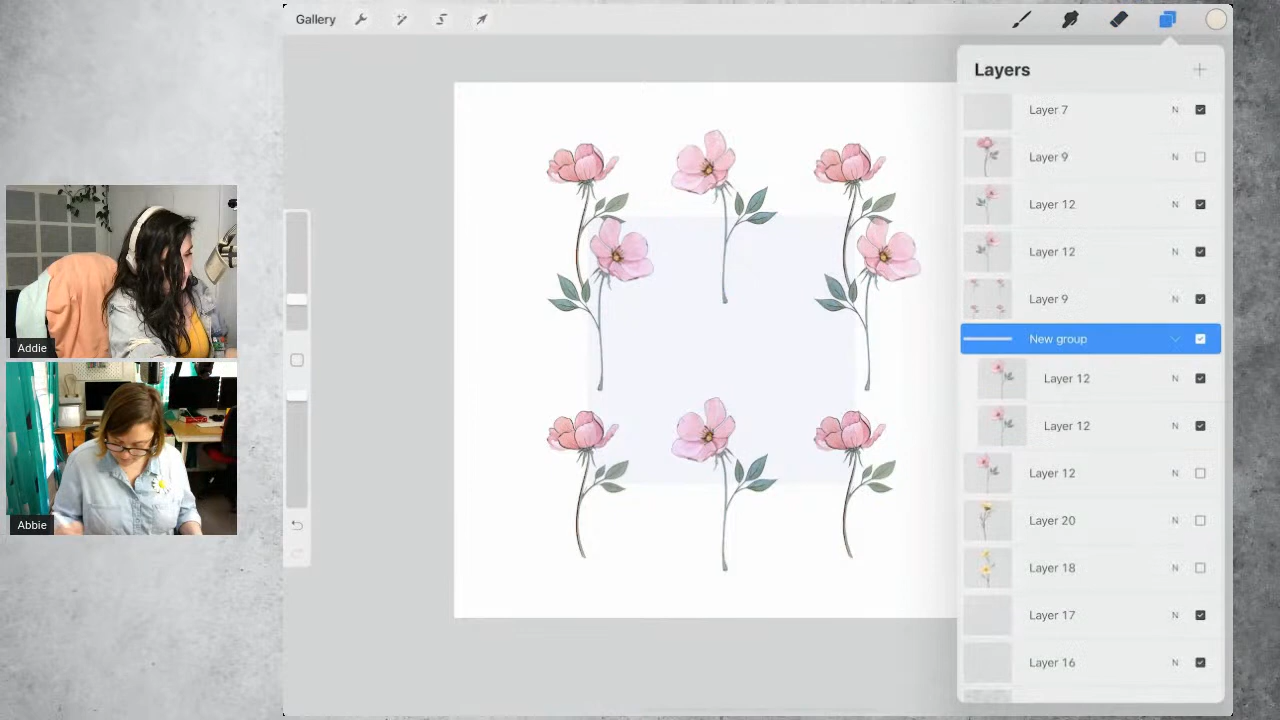 Gallery
Layers
Layer 7 N
Layer 9 N
Layer 12 N
Layer 12 N
Layer 9 N
New group
Layer 12 N
Layer 12 N
Layer 12 N
Layer 20 N
Layer 18 N
Layer 17 N
Layer 16 N
Addie
Abbie